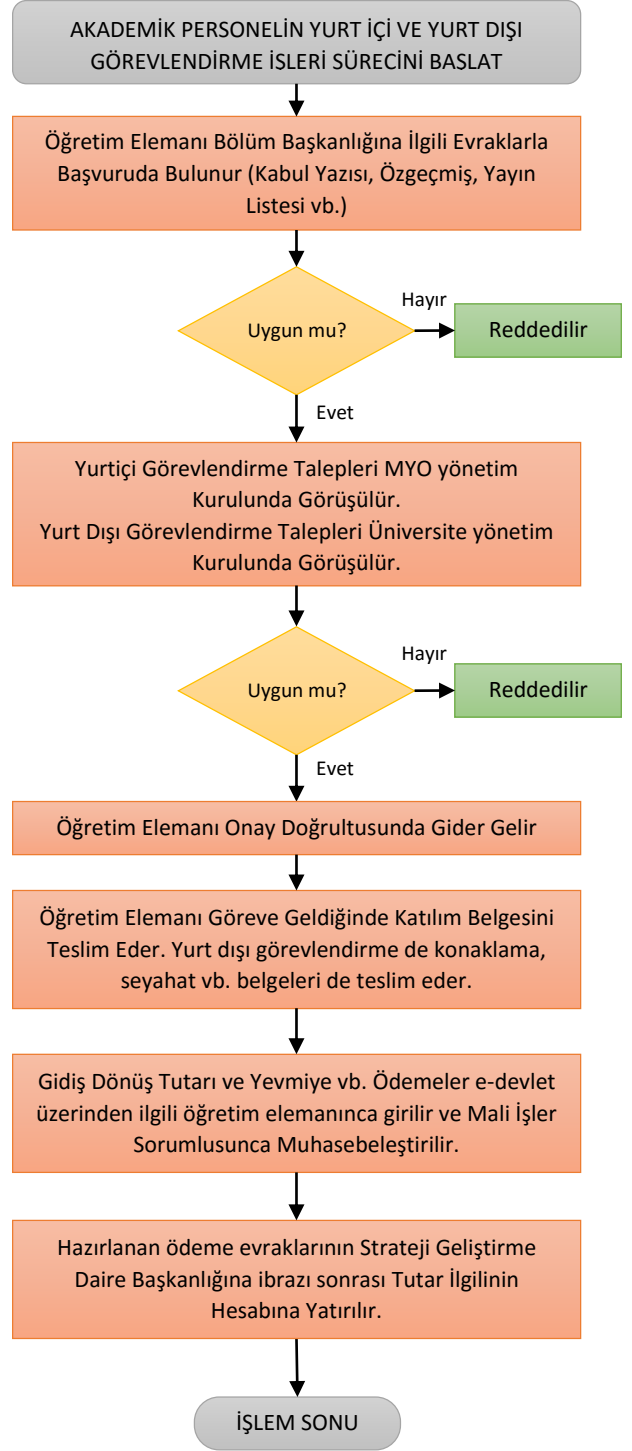 AKADEMİK PERSONELİN YURT İÇİ VE YURT DIŞI
GÖREVLENDİRME İSLERİ SÜRECİNİ BASLAT
Öğretim Elemanı Bölüm Başkanlığına İlgili Evraklarla
Başvuruda Bulunur (Kabul Yazısı, Özgeçmiş, Yayın
Listesi vb.)
Uygun mu?
Hayır
Reddedilir
Evet
Yurtiçi Görevlendirme Talepleri MYO yönetim
Kurulunda Görüşülür.
Yurt Dışı Görevlendirme Talepleri Üniversite yönetim
Kurulunda Görüşülür.
Uygun mu?
Hayır
Reddedilir
Evet
Öğretim Elemanı Onay Doğrultusunda Gider Gelir
Öğretim Elemanı Göreve Geldiğinde Katılım Belgesini
Teslim Eder. Yurt dışı görevlendirme de konaklama,
seyahat vb. belgeleri de teslim eder.
Gidiş Dönüş Tutarı ve Yevmiye vb. Ödemeler e-devlet
üzerinden ilgili öğretim elemanınca girilir ve Mali İşler
Sorumlusunca Muhasebeleştirilir.
Hazırlanan ödeme evraklarının Strateji Geliştirme
Daire Başkanlığına ibrazı sonrası Tutar İlgilinin
Hesabına Yatırılır.
İŞLEM SONU